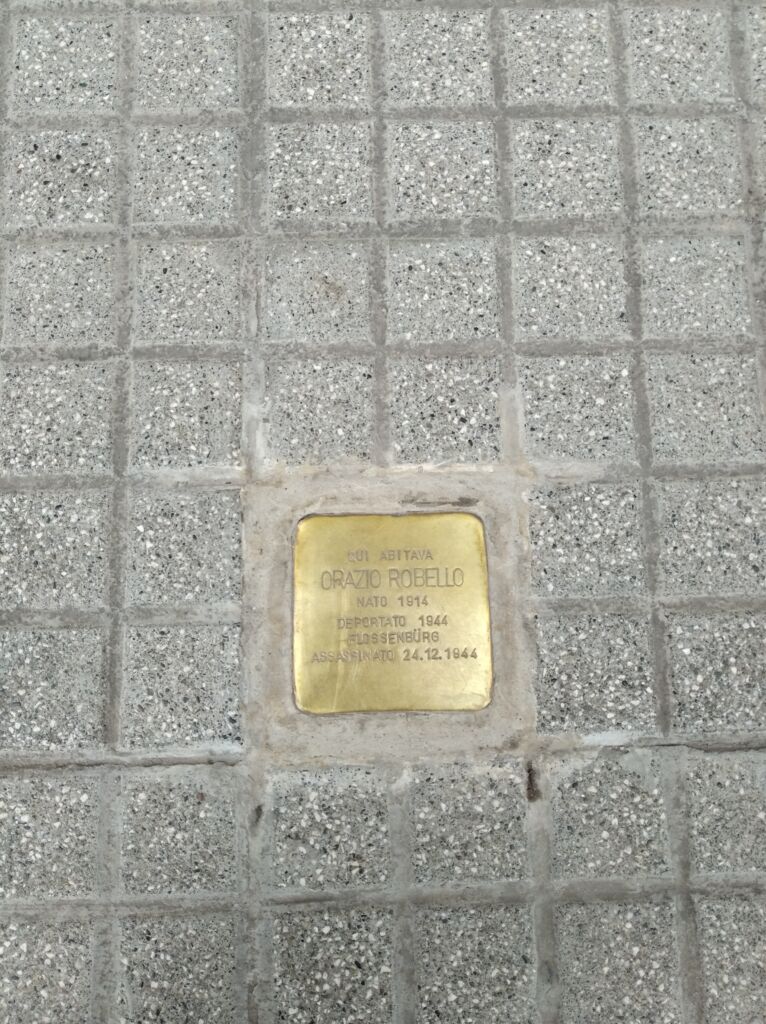 QUI ABITAVA
ORAZIO ROBELLO
NATO 1914
DEPORTATO 1944
FLOSSENBÜRG
ASSASSINATO 24.12.1944